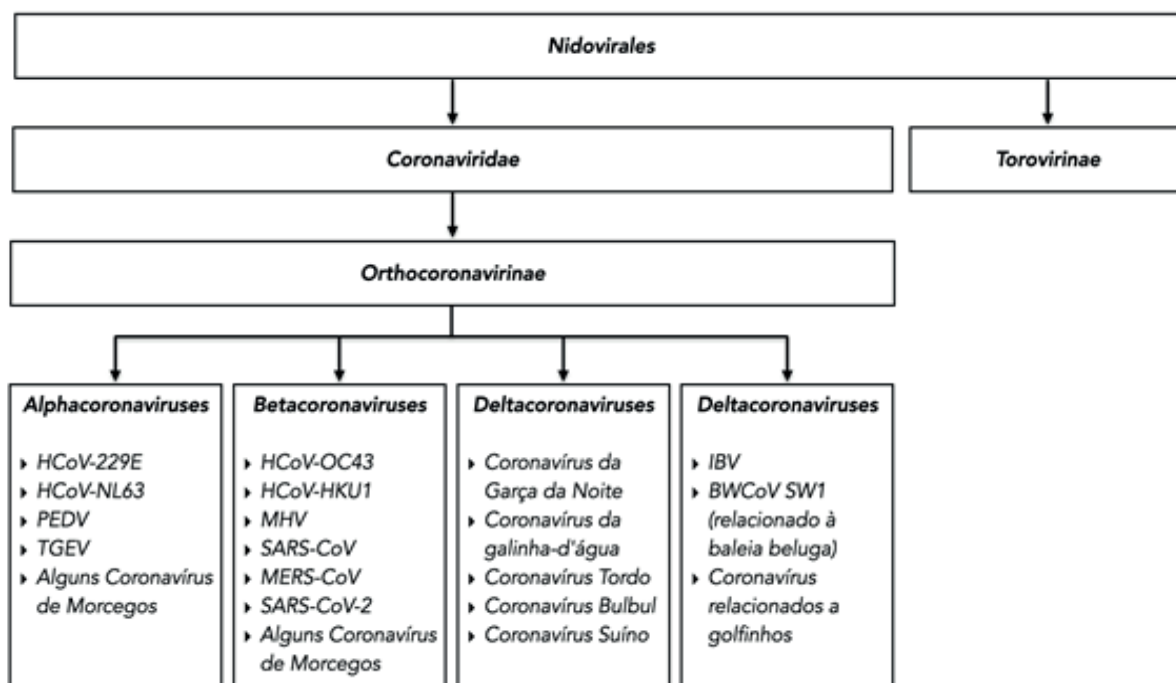 Nidovirales
Coronaviridae
Torovirinae
Orthocoronavirinae
Alphacoronaviruses
▸ HCoV-229E
▸ HCoV-NL63
▸ PEDV
▸ TGEV
▸ Alguns Coronavírus
de Morcegos
Betacoronaviruses
▸ HCoV-OC43
▸ HCoV-HKU1
▸ MHV
▸ SARS-CoV
▸ MERS-CoV
▸ SARS-CoV-2
▸ Alguns Coronavírus
de Morcegos
Deltacoronaviruses
▸ Coronavírus da
Garça da Noite
▸ Coronavírus da
galinha-d'água
▸ Coronavírus Tordo
▸ Coronavírus Bulbul
▸ Coronavírus Suíno
Deltacoronaviruses
▸ IBV
▸ BWCoV SW1
(relacionado à
baleia beluga)
▸ Coronavírus
relacionados a
golfinhos